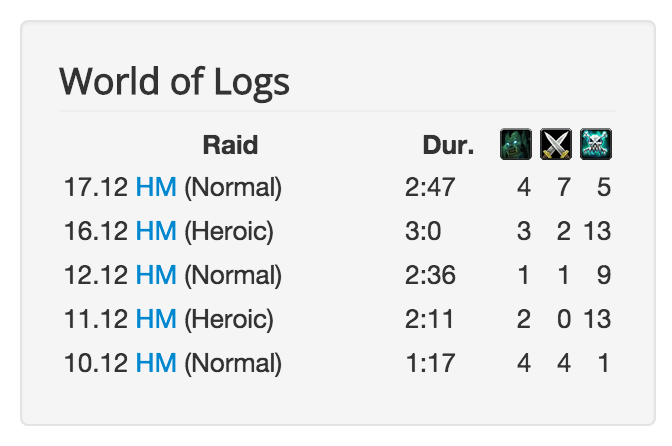 World of Logs
Raid Dur.
17.12 HM (Normal) 2:47 4 7 5
16.12 HM (Heroic) 3:0 3 2 13
12.12 HM (Normal) 2:36 1 1 9
11.12 HM (Heroic) 2:11 2 0 13
10.12 HM (Normal) 1:17 4 4 1